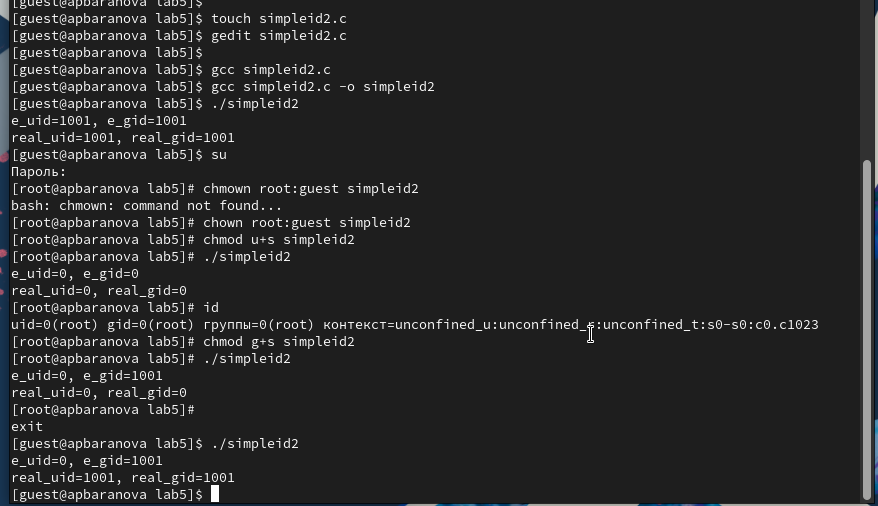 [guest@apbaranova lab5]$
[guest@apbaranova lab5]$ touch simpleid2.c
[guest@apbaranova lab5]$ gedit simpleid2.c
[guest@apbaranova lab5]$
[guest@apbaranova lab5]$ gcc simpleid2.c
[guest@apbaranova lab5]$ gcc simpleid2.c -o simpleid2
[guest@apbaranova lab5]$ ./simpleid2
e_uid=1001, e_gid=1001
real_uid=1001, real_gid=1001
[guest@apbaranova lab5]$ su
Пароль:
[root@apbaranova lab5]# chmown root:guest simpleid2
bash: chmown: command not found...
[root@apbaranova lab5]# chown root:guest simpleid2
[root@apbaranova lab5]# chmod u+s simpleid2
[root@apbaranova lab5]# ./simpleid2
e_uid=0, e_gid=0
real_uid=0, real_gid=0
[root@apbaranova lab5]# id
uid=0(root) gid=0(root) группы=0(root) контекст=unconfined_u:unconfined_r:unconfined_t:s0-s0:c0.c1023
[root@apbaranova lab5]# chmod g+s simpleid2
[root@apbaranova lab5]# ./simpleid2
e_uid=0, e_gid=1001
real_uid=0, real_gid=0
[root@apbaranova lab5]#
exit
[guest@apbaranova lab5]$ ./simpleid2
e_uid=0, e_gid=1001
real_uid=1001, real_gid=1001
[guest@apbaranova lab5]$